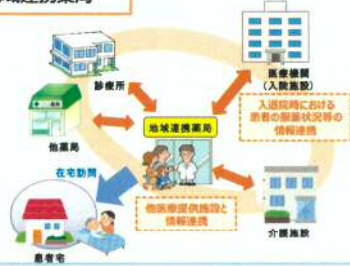 診療所
医療機関
(入院施設)
地域連携薬局
入退院時における
患者の服薬状況等の
情報連携
他薬局
在宅訪問
他医療提供施設と
情報連携
介護施設
患者宅